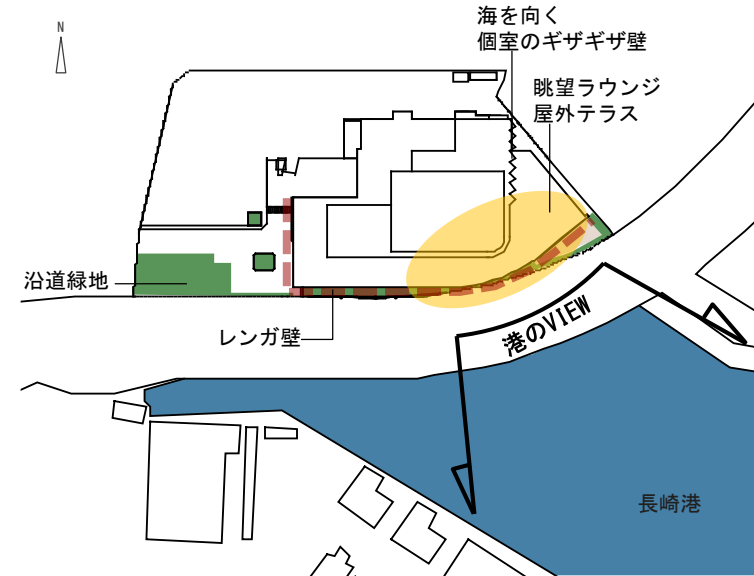 N
海を向く
個室のギザギザ壁
眺望ラウンジ
屋外テラス
沿道緑地
レンガ壁
港のVIEW
長崎港